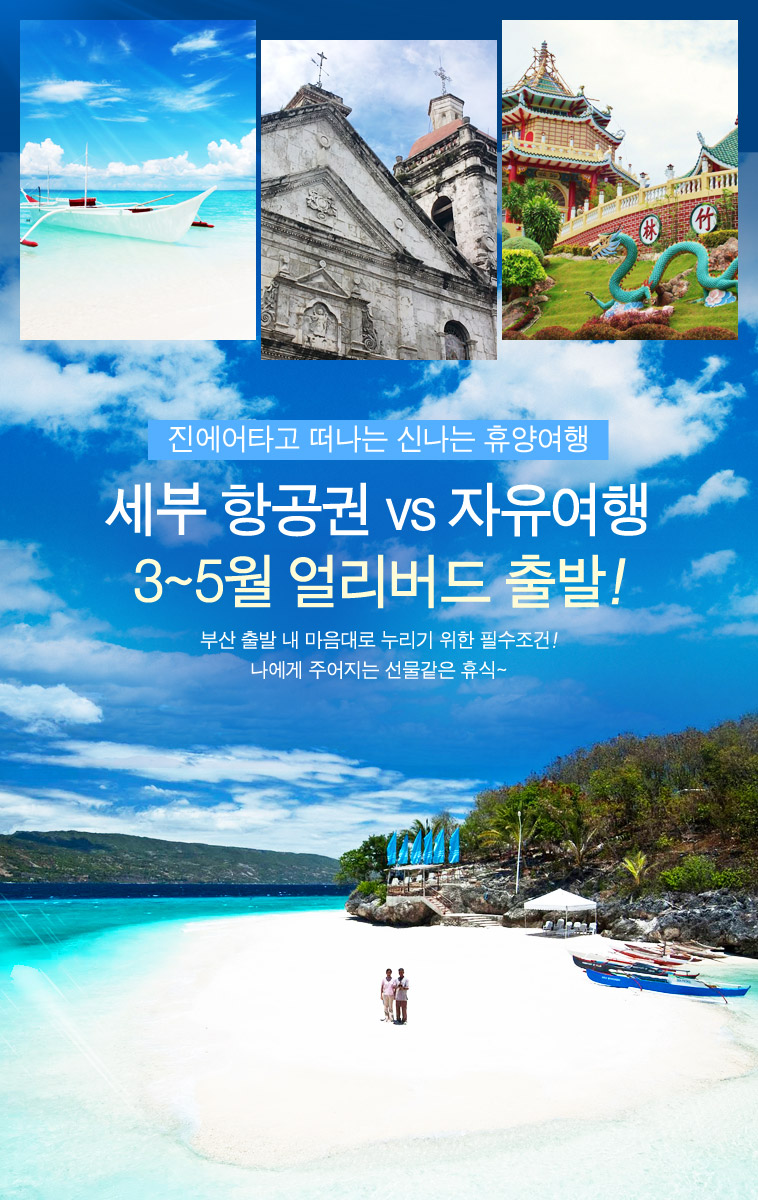 林 竹
진에어타고 떠나는 신나는 휴양여행
세부 항공권 vs 자유여행
3~5월 얼리버드 출발!
부산 출발 내 마음대로 누리기 위한 필수조건!
나에게 주어지는 선물같은 휴식~